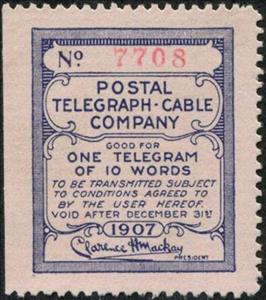 Nº 7708
POSTAL
TELEGRAPH·CABLE
COMPANY
GOOD FOR
ONE TELEGRAM
OF 10 WORDS
TO BE TRANSMITTED SUBJECT
TO CONDITIONS AGREED TO
BY THE USER HEREOF.
VOID AFTER DECEMBER 31ST
1907
Clarence H Mackay
PRESIDENT